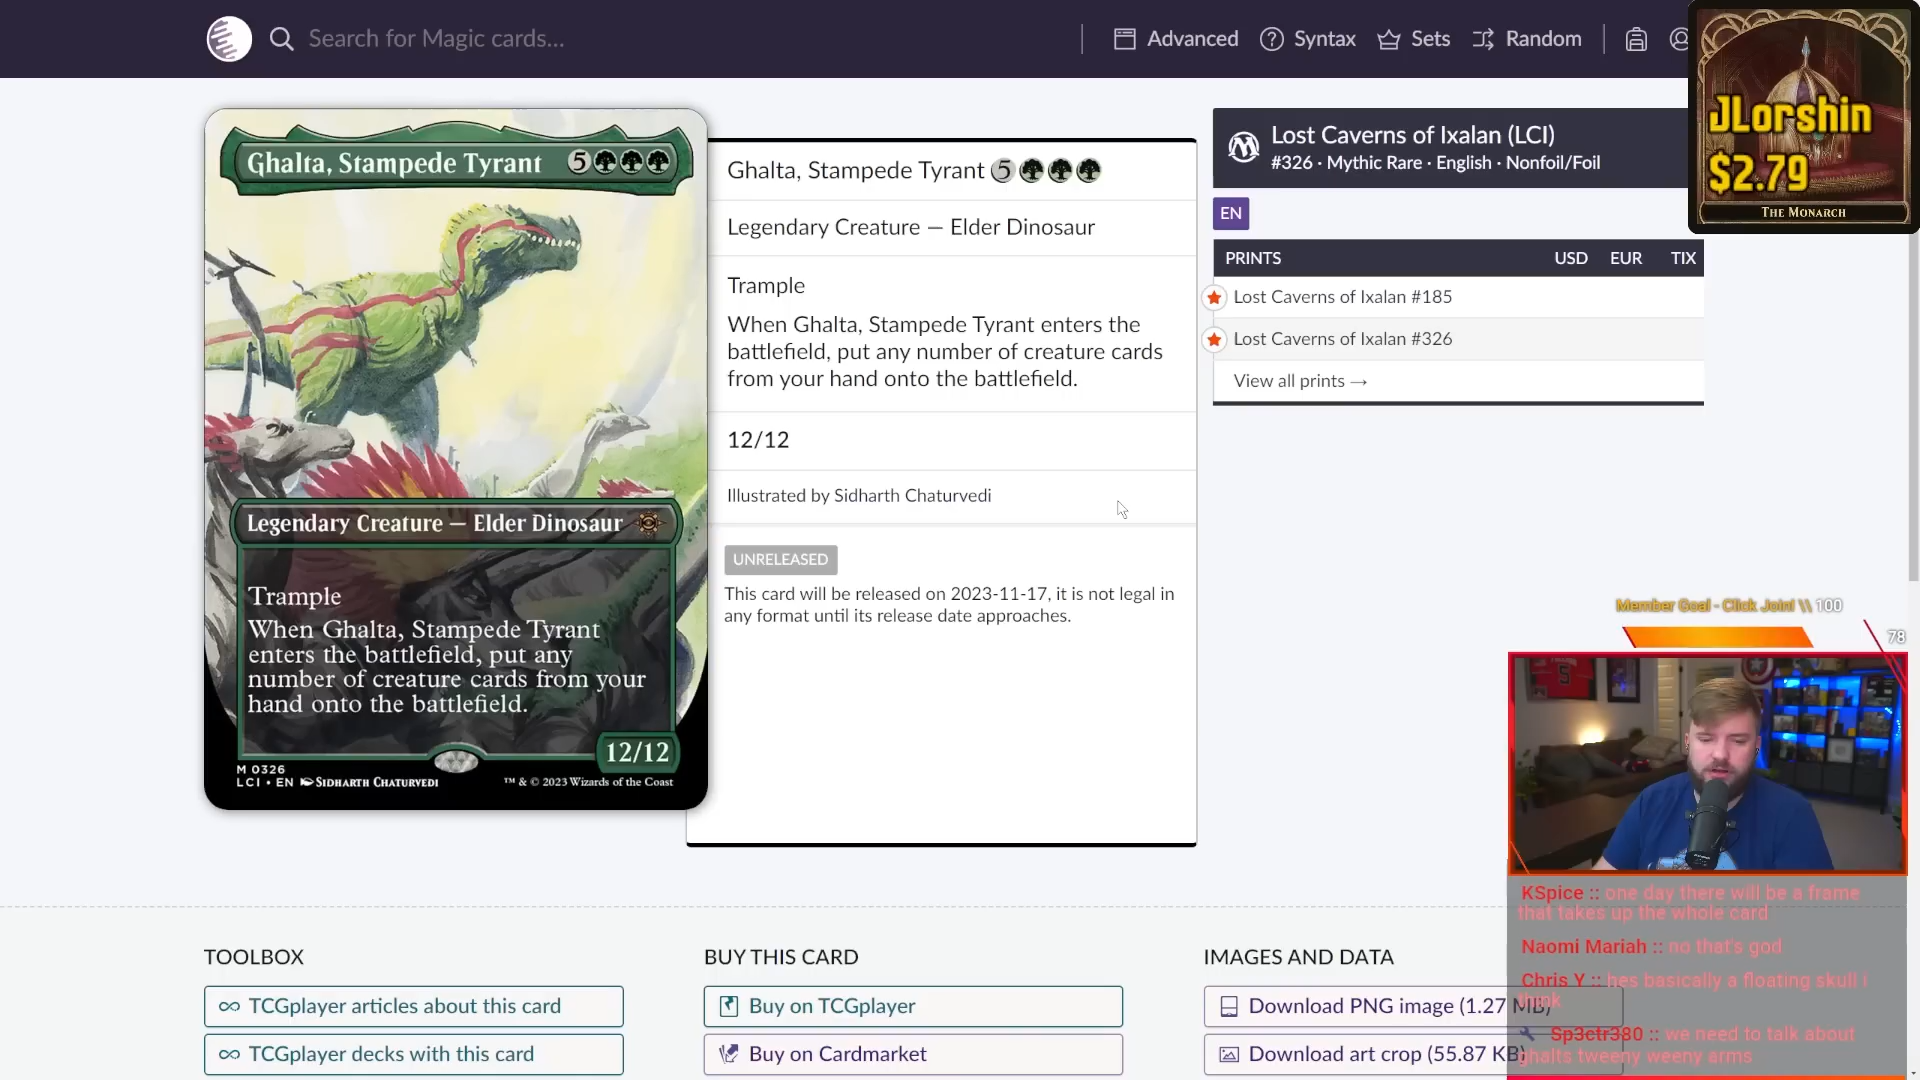 Search for Magic cards...
Advanced
Syntax
Sets
Random
JLorshin
$2.79
THE MONARCH
Ghalta, Stampede Tyrant 5
Legendary Creature — Elder Dinosaur
Trample
When Ghalta, Stampede Tyrant
enters the battlefield, put any
number of creature cards from your
hand onto the battlefield.
12/12
M 0326
LCI • EN SIDHARTH CHATURVEDI
™ & © 2023 Wizards of the Coast
Ghalta, Stampede Tyrant 5
Legendary Creature — Elder Dinosaur
Trample
When Ghalta, Stampede Tyrant enters the
battlefield, put any number of creature cards
from your hand onto the battlefield.
12/12
Illustrated by Sidharth Chaturvedi
UNRELEASED
This card will be released on 2023-11-17, it is not legal in
any format until its release date approaches.
Lost Caverns of Ixalan (LCI)
#326 · Mythic Rare · English · Nonfoil/Foil
EN
PRINTS USD EUR TIX
Lost Caverns of Ixalan #185
Lost Caverns of Ixalan #326
View all prints →
Member Goal - Click Join! \\ 100
78
KSpice :: one day there will be a frame
that takes up the whole card
Naomi Mariah :: no that's god
Chris Y :: hes basically a floating skull i
think
Sp3ctr380 :: we need to talk about
ghalts tweeny weeny arms
TOOLBOX
TCGplayer articles about this card
TCGplayer decks with this card
BUY THIS CARD
Buy on TCGplayer
Buy on Cardmarket
IMAGES AND DATA
Download PNG image (1.27 MB)
Download art crop (55.87 KB)